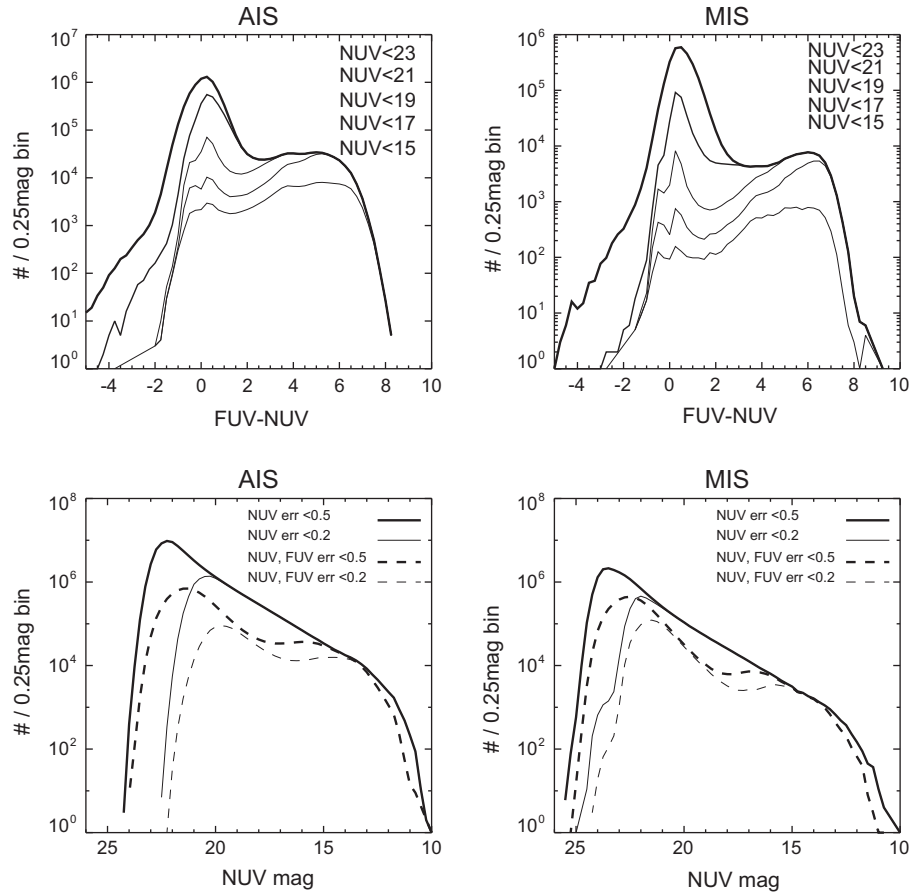 AIS
# / 0.25mag bin
10^7
10^6
10^5
10^4
10^3
10^2
10^1
10^0
NUV<23
NUV<21
NUV<19
NUV<17
NUV<15
-4 -2 0 2 4 6 8 10
FUV-NUV
MIS
# / 0.25mag bin
10^6
10^5
10^4
10^3
10^2
10^1
10^0
NUV<23
NUV<21
NUV<19
NUV<17
NUV<15
-4 -2 0 2 4 6 8 10
FUV-NUV
AIS
# / 0.25mag bin
10^8
10^6
10^4
10^2
10^0
NUV err <0.5
NUV err <0.2
NUV, FUV err <0.5
NUV, FUV err <0.2
25 20 15 10
NUV mag
MIS
# / 0.25mag bin
10^8
10^6
10^4
10^2
10^0
NUV err <0.5
NUV err <0.2
NUV, FUV err <0.5
NUV, FUV err <0.2
25 20 15 10
NUV mag